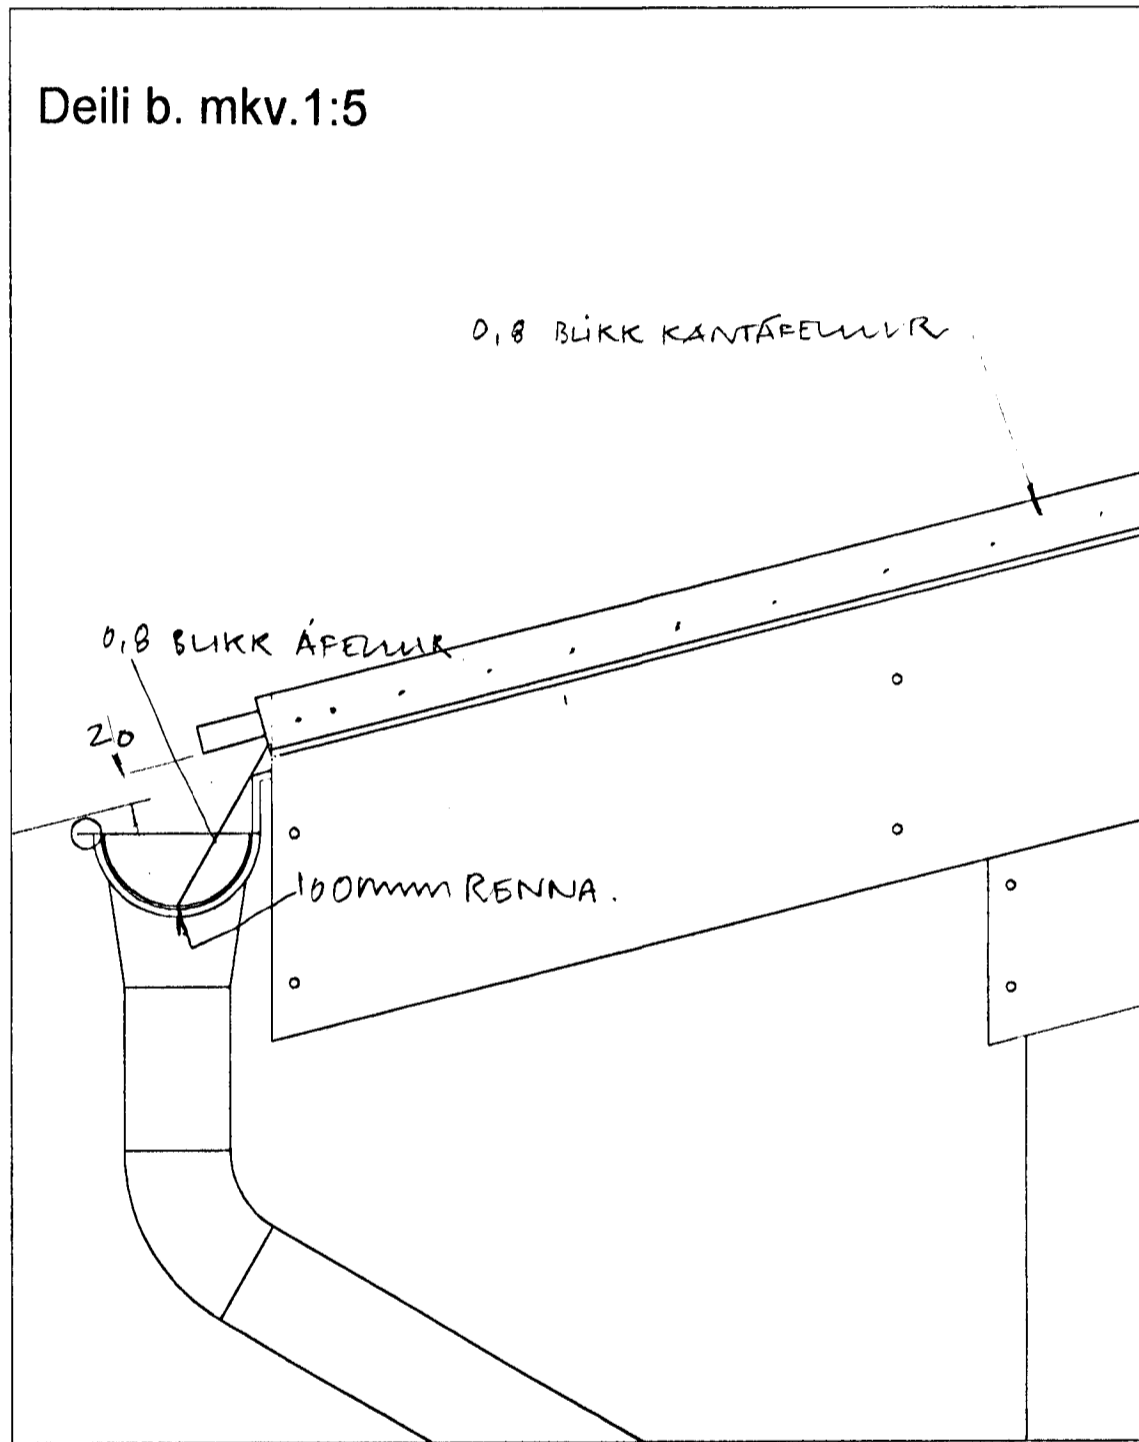 Deili b. mkv.1:5
0,8 BLIKK KANTÁFELLUR
0,8 BLIKK ÁFELLUR
20
100mm RENNA.